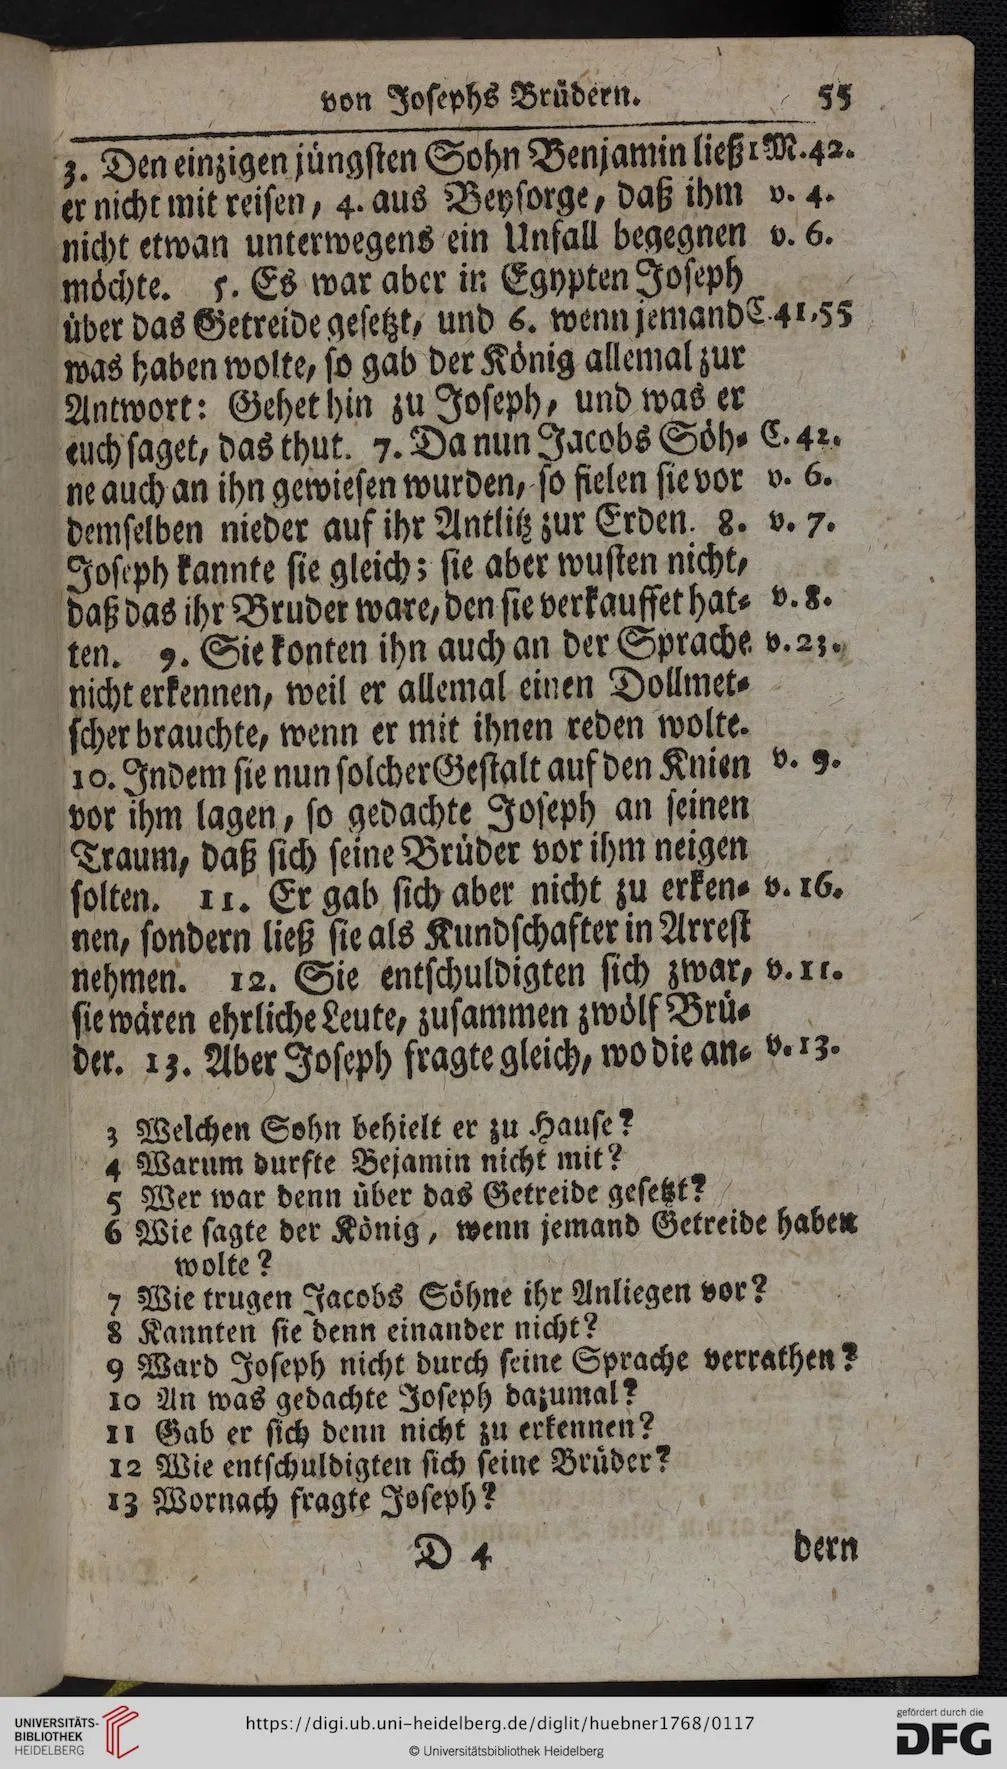 von Josephs Brüdern. 55
3. Den einzigen jüngsten Sohn Benjamin ließ 1 M. 42.
er nicht mit reisen, 4. aus Beysorge, daß ihm v. 4.
nicht etwan unterwegens ein Unfall begegnen v. 6.
möchte. 5. Es war aber in Egypten Joseph
über das Getreide gesetzt, und 6. wenn jemand C. 41,55
was haben wolte, so gab der König allemal zur
Antwort: Gehet hin zu Joseph, und was er
euch saget, das thut. 7. Da nun Jacobs Söh- C. 42.
ne auch an ihn gewiesen wurden, so fielen sie vor v. 6.
demselben nieder auf ihr Antlitz zur Erden. 8. v. 7.
Joseph kannte sie gleich; sie aber wusten nicht,
daß das ihr Bruder ware, den sie verkauffet hat- v. 8.
ten. 9. Sie konten ihn auch an der Sprache v. 23.
nicht erkennen, weil er allemal einen Dollmet-
scher brauchte, wenn er mit ihnen reden wolte.
10. Indem sie nun solcher Gestalt auf den Knien v. 9.
vor ihm lagen, so gedachte Joseph an seinen
Traum, daß sich seine Brüder vor ihm neigen
solten. 11. Er gab sich aber nicht zu erken- v. 16.
nen, sondern ließ sie als Kundschafter in Arrest
nehmen. 12. Sie entschuldigten sich zwar, v. 11.
sie wären ehrliche Leute, zusammen zwölf Brü-
der. 13. Aber Joseph fragte gleich, wo die an- v. 13.
3 Welchen Sohn behielt er zu Hause?
4 Warum durfte Bejamin nicht mit?
5 Wer war denn über das Getreide gesetzt?
6 Wie sagte der König, wenn jemand Getreide haben
wolte?
7 Wie trugen Jacobs Söhne ihr Anliegen vor?
8 Kannten sie denn einander nicht?
9 Ward Joseph nicht durch seine Sprache verrathen?
10 An was gedachte Joseph dazumal?
11 Gab er sich denn nicht zu erkennen?
12 Wie entschuldigten sich seine Brüder?
13 Wornach fragte Joseph?
D 4 dern
UNIVERSITÄTS-
BIBLIOTHEK
HEIDELBERG
https://digi.ub.uni-heidelberg.de/diglit/huebner1768/0117
© Universitätsbibliothek Heidelberg
gefördert durch die
DFG